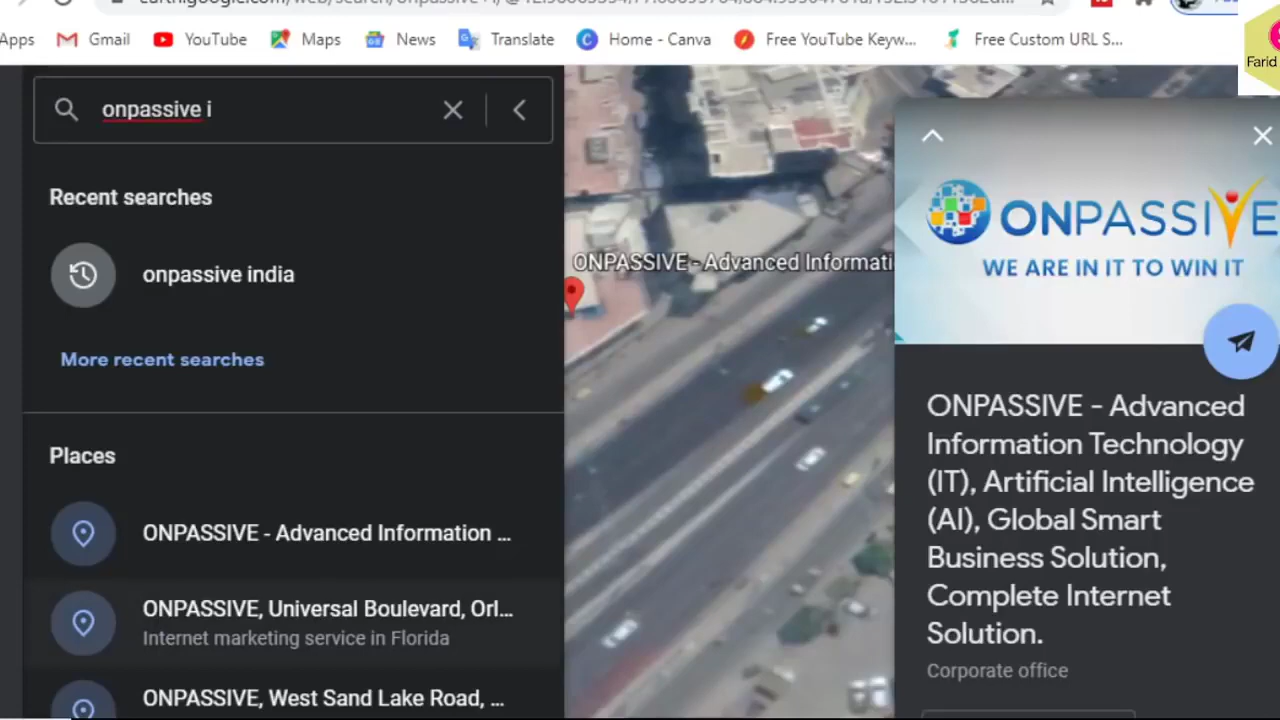 Apps
Gmail
YouTube
Maps
News
Translate
Home - Canva
Free YouTube Keyw...
Free Custom URL S...
Farid
onpassive i
Recent searches
onpassive india
More recent searches
Places
ONPASSIVE - Advanced Information ...
ONPASSIVE, Universal Boulevard, Orl...
Internet marketing service in Florida
ONPASSIVE, West Sand Lake Road, ...
ONPASSIVE - Advanced Informati
ONPASSIVE
WE ARE IN IT TO WIN IT
ONPASSIVE - Advanced
Information Technology
(IT), Artificial Intelligence
(AI), Global Smart
Business Solution,
Complete Internet
Solution.
Corporate office